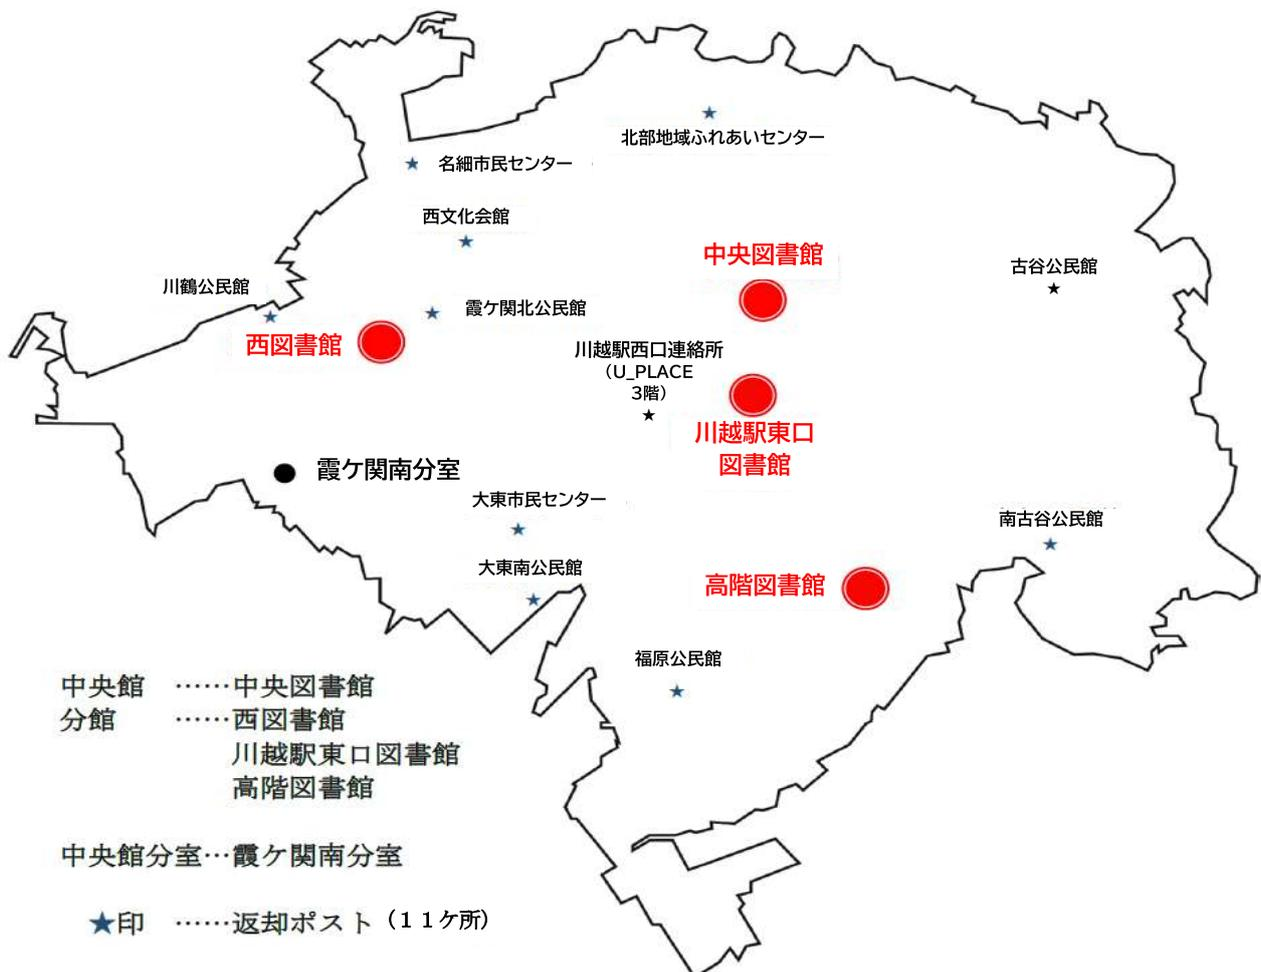 北部地域ふれあいセンター
名細市民センター
西文化会館
中央図書館
古谷公民館
川鶴公民館
霞ケ関北公民館
西図書館
川越駅西口連絡所
（U_PLACE
3階）
川越駅東口
図書館
霞ケ関南分室
大東市民センター
南古谷公民館
大東南公民館
高階図書館
福原公民館
中央館 ……中央図書館
分館 ……西図書館
川越駅東口図書館
高階図書館
中央館分室…霞ケ関南分室
★印 ……返却ポスト（１１ケ所）